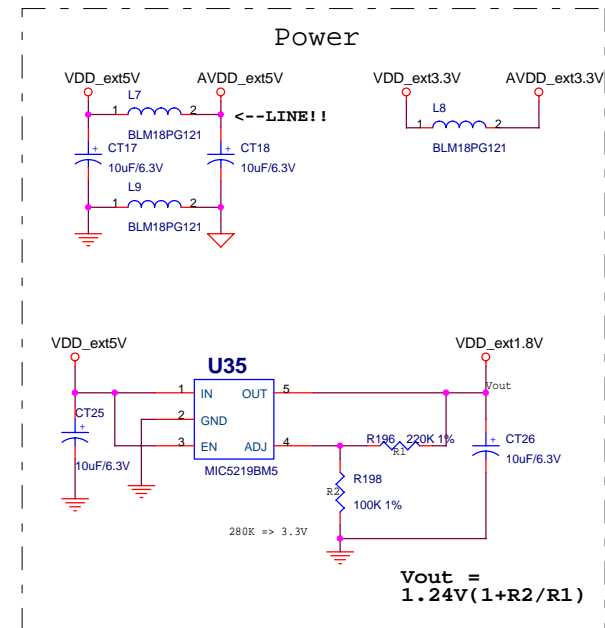 Power
VDD_ext5V
AVDD_ext5V
VDD_ext3.3V
AVDD_ext3.3V
L7
1
2
<--LINE!!
L8
1
2
BLM18PG121
BLM18PG121
+
CT17
10uF/6.3V
+
CT18
10uF/6.3V
L9
1
2
BLM18PG121
VDD_ext5V
VDD_ext1.8V
U35
Vout
1
IN
OUT
5
2
GND
3
EN
ADJ
4
MIC5219BM5
CT25
+
10uF/6.3V
R196
220K 1%
R1
+
CT26
10uF/6.3V
R198
R2
100K 1%
280K => 3.3V
Vout =
1.24V(1+R2/R1)